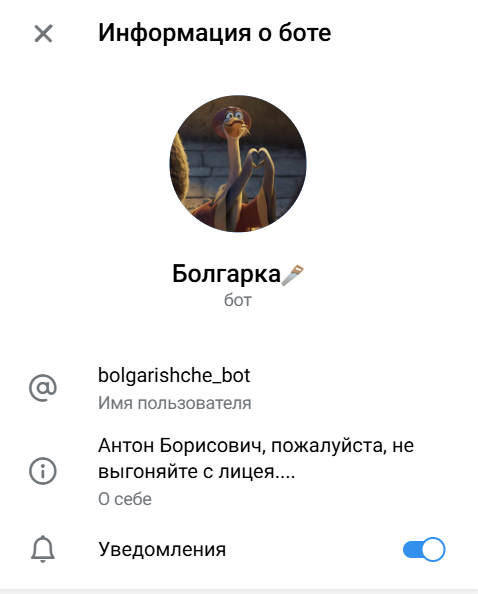 Информация о боте
Болгарка🪚
бот
bolgarishche_bot
Имя пользователя
Антон Борисович, пожалуйста, не
выгоняйте с лицея....
О себе
Уведомления